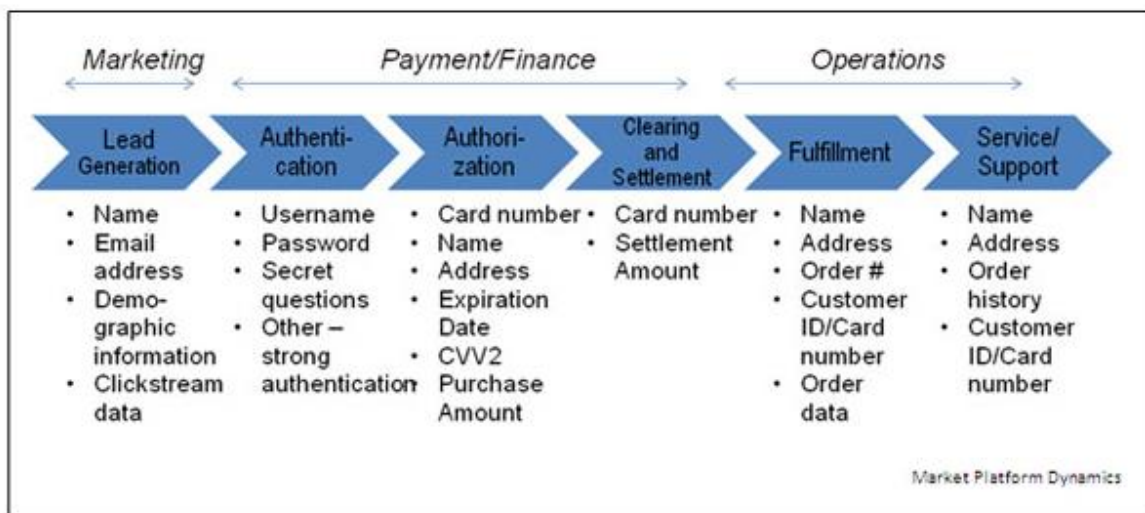 Marketing
Payment/Finance
Operations
Lead
Generation
Authenti-
cation
Authori-
zation
Clearing
and
Settlement
Fulfillment
Service/
Support
• Name
• Email
address
• Demo-
graphic
information
• Clickstream
data
• Username
• Password
• Secret
questions
• Other –
strong
authentication
• Card number
• Name
Address
• Expiration
Date
• CVV2
• Purchase
Amount
• Card number
• Settlement
Amount
• Name
• Address
• Order #
• Customer
ID/Card
number
• Order
data
• Name
• Address
• Order
history
• Customer
ID/Card
number
Market Platform Dynamics